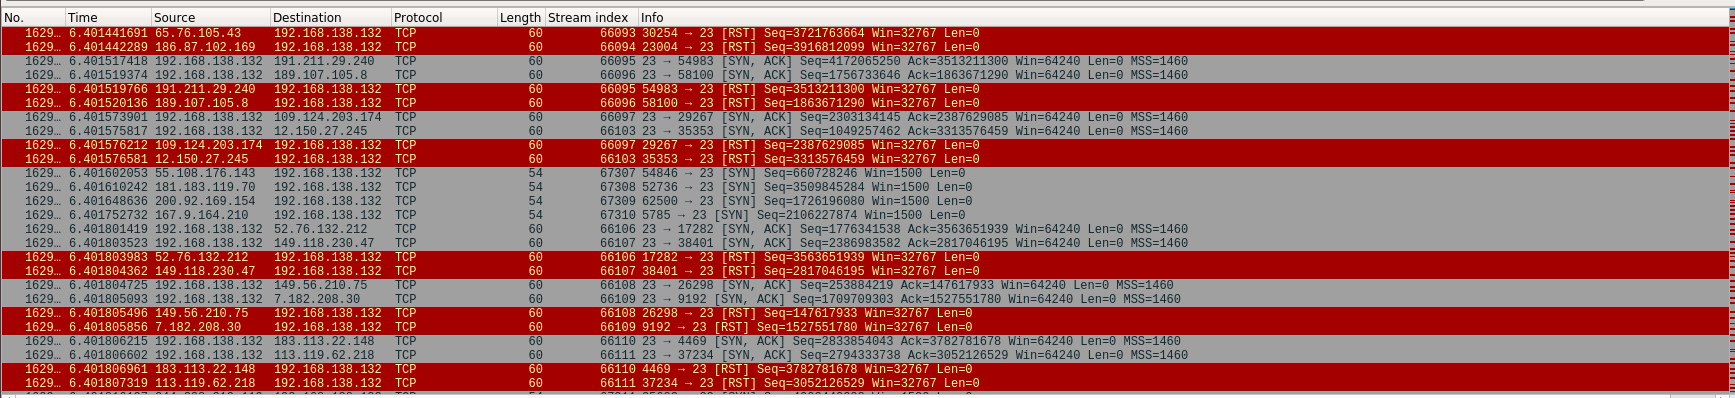 No. Time Source Destination Protocol Length Stream index Info
1629… 6.401441691 65.76.105.43 192.168.138.132 TCP 60 66093 30254 → 23 [RST] Seq=3721763664 Win=32767 Len=0
1629… 6.401442289 186.87.102.169 192.168.138.132 TCP 60 66094 23004 → 23 [RST] Seq=3916812099 Win=32767 Len=0
1629… 6.401517418 192.168.138.132 191.211.29.240 TCP 60 66095 23 → 54983 [SYN, ACK] Seq=4172065250 Ack=3513211300 Win=64240 Len=0 MSS=1460
1629… 6.401519374 192.168.138.132 189.107.105.8 TCP 60 66096 23 → 58100 [SYN, ACK] Seq=1756733646 Ack=1863671290 Win=64240 Len=0 MSS=1460
1629… 6.401519766 191.211.29.240 192.168.138.132 TCP 60 66095 54983 → 23 [RST] Seq=3513211300 Win=32767 Len=0
1629… 6.401520136 189.107.105.8 192.168.138.132 TCP 60 66096 58100 → 23 [RST] Seq=1863671290 Win=32767 Len=0
1629… 6.401573901 192.168.138.132 109.124.203.174 TCP 60 66097 23 → 29267 [SYN, ACK] Seq=2303134145 Ack=2387629085 Win=64240 Len=0 MSS=1460
1629… 6.401575817 192.168.138.132 12.150.27.245 TCP 60 66103 23 → 35353 [SYN, ACK] Seq=1049257462 Ack=3313576459 Win=64240 Len=0 MSS=1460
1629… 6.401576212 109.124.203.174 192.168.138.132 TCP 60 66097 29267 → 23 [RST] Seq=2387629085 Win=32767 Len=0
1629… 6.401576581 12.150.27.245 192.168.138.132 TCP 60 66103 35353 → 23 [RST] Seq=3313576459 Win=32767 Len=0
1629… 6.401602053 55.108.176.143 192.168.138.132 TCP 54 67307 54846 → 23 [SYN] Seq=660728246 Win=1500 Len=0
1629… 6.401610242 181.183.119.70 192.168.138.132 TCP 54 67308 52736 → 23 [SYN] Seq=3509845284 Win=1500 Len=0
1629… 6.401648636 200.92.169.154 192.168.138.132 TCP 54 67309 62500 → 23 [SYN] Seq=1726196080 Win=1500 Len=0
1629… 6.401752732 167.9.164.210 192.168.138.132 TCP 54 67310 5785 → 23 [SYN] Seq=2106227874 Win=1500 Len=0
1629… 6.401801419 192.168.138.132 52.76.132.212 TCP 60 66106 23 → 17282 [SYN, ACK] Seq=1776341538 Ack=3563651939 Win=64240 Len=0 MSS=1460
1629… 6.401803523 192.168.138.132 149.118.230.47 TCP 60 66107 23 → 38401 [SYN, ACK] Seq=2386983582 Ack=2817046195 Win=64240 Len=0 MSS=1460
1629… 6.401803983 52.76.132.212 192.168.138.132 TCP 60 66106 17282 → 23 [RST] Seq=3563651939 Win=32767 Len=0
1629… 6.401804362 149.118.230.47 192.168.138.132 TCP 60 66107 38401 → 23 [RST] Seq=2817046195 Win=32767 Len=0
1629… 6.401804725 192.168.138.132 149.56.210.75 TCP 60 66108 23 → 26298 [SYN, ACK] Seq=253884219 Ack=147617933 Win=64240 Len=0 MSS=1460
1629… 6.401805093 192.168.138.132 7.182.208.30 TCP 60 66109 23 → 9192 [SYN, ACK] Seq=1709709303 Ack=1527551780 Win=64240 Len=0 MSS=1460
1629… 6.401805496 149.56.210.75 192.168.138.132 TCP 60 66108 26298 → 23 [RST] Seq=147617933 Win=32767 Len=0
1629… 6.401805856 7.182.208.30 192.168.138.132 TCP 60 66109 9192 → 23 [RST] Seq=1527551780 Win=32767 Len=0
1629… 6.401806215 192.168.138.132 183.113.22.148 TCP 60 66110 23 → 4469 [SYN, ACK] Seq=2833854043 Ack=3782781678 Win=64240 Len=0 MSS=1460
1629… 6.401806602 192.168.138.132 113.119.62.218 TCP 60 66111 23 → 37234 [SYN, ACK] Seq=2794333738 Ack=3052126529 Win=64240 Len=0 MSS=1460
1629… 6.401806961 183.113.22.148 192.168.138.132 TCP 60 66110 4469 → 23 [RST] Seq=3782781678 Win=32767 Len=0
1629… 6.401807319 113.119.62.218 192.168.138.132 TCP 60 66111 37234 → 23 [RST] Seq=3052126529 Win=32767 Len=0